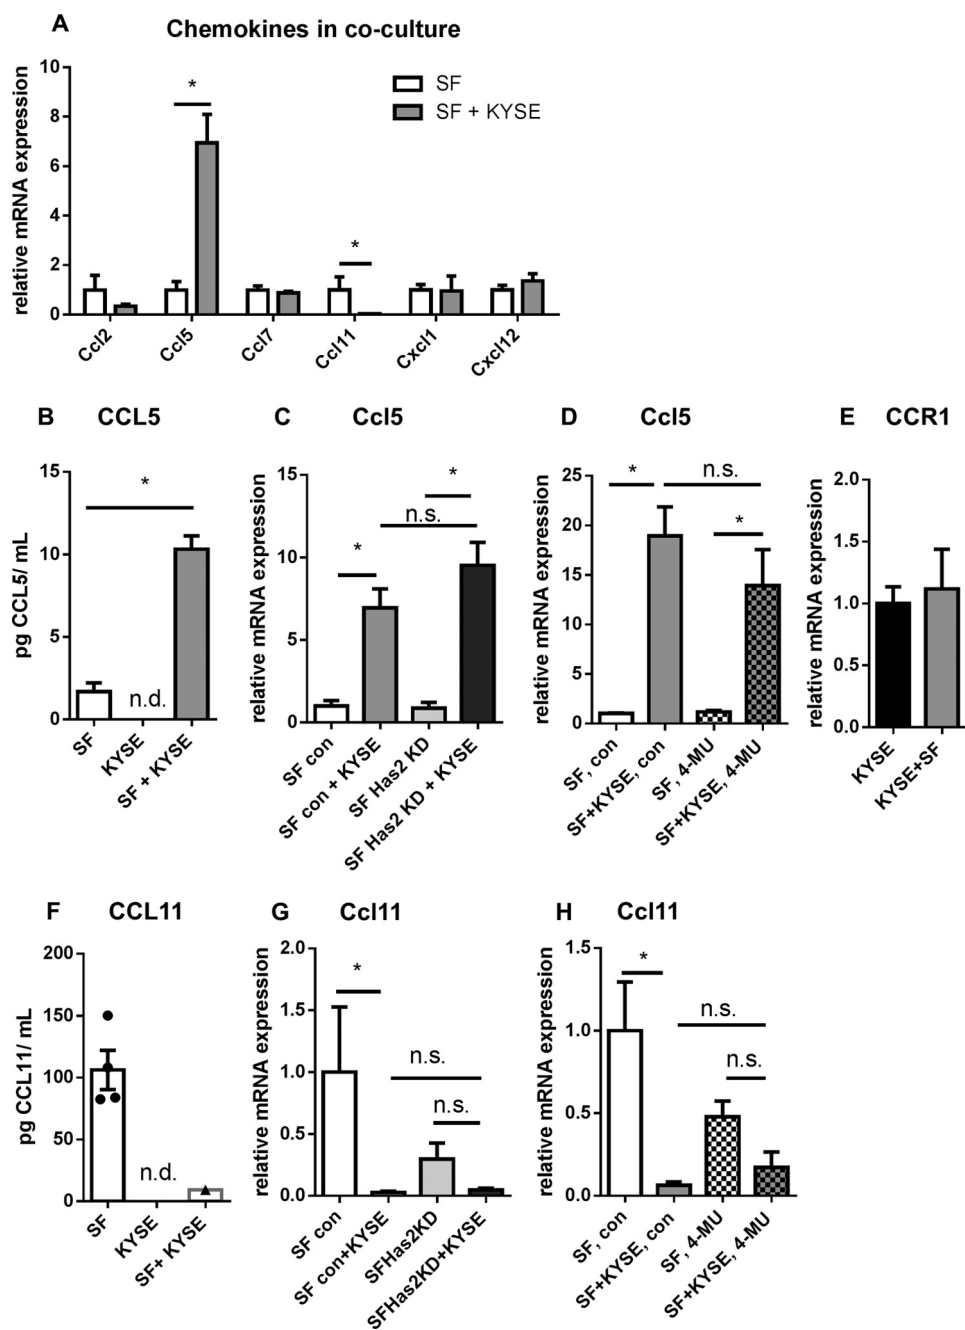 A Chemokines in co-culture
relative mRNA expression
10
8
6
4
2
0
*
*
SF
SF + KYSE
Ccl2
Ccl5
Ccl7
Ccl11
Cxcl1
Cxcl12
B CCL5
pg CCL5/ mL
15
10
5
0
*
n.d.
SF
KYSE
SF + KYSE
C Ccl5
relative mRNA expression
15
10
5
0
*
n.s.
*
SF con
SF con + KYSE
SF Has2 KD
SF Has2 KD + KYSE
D Ccl5
relative mRNA expression
25
20
15
10
5
0
*
n.s.
*
SF, con
SF+KYSE, con
SF, 4-MU
SF+KYSE, 4-MU
E CCR1
relative mRNA expression
2.0
1.5
1.0
0.5
0.0
KYSE
KYSE+SF
F CCL11
pg CCL11/ mL
200
150
100
50
0
n.d.
SF
KYSE
SF+ KYSE
G Ccl11
relative mRNA expression
2.0
1.5
1.0
0.5
0.0
*
n.s.
n.s.
SF con
SF con+KYSE
SFHas2KD
SFHas2KD+KYSE
H Ccl11
relative mRNA expression
1.5
1.0
0.5
0.0
*
n.s.
n.s.
SF, con
SF+KYSE, con
SF, 4-MU
SF+KYSE, 4-MU